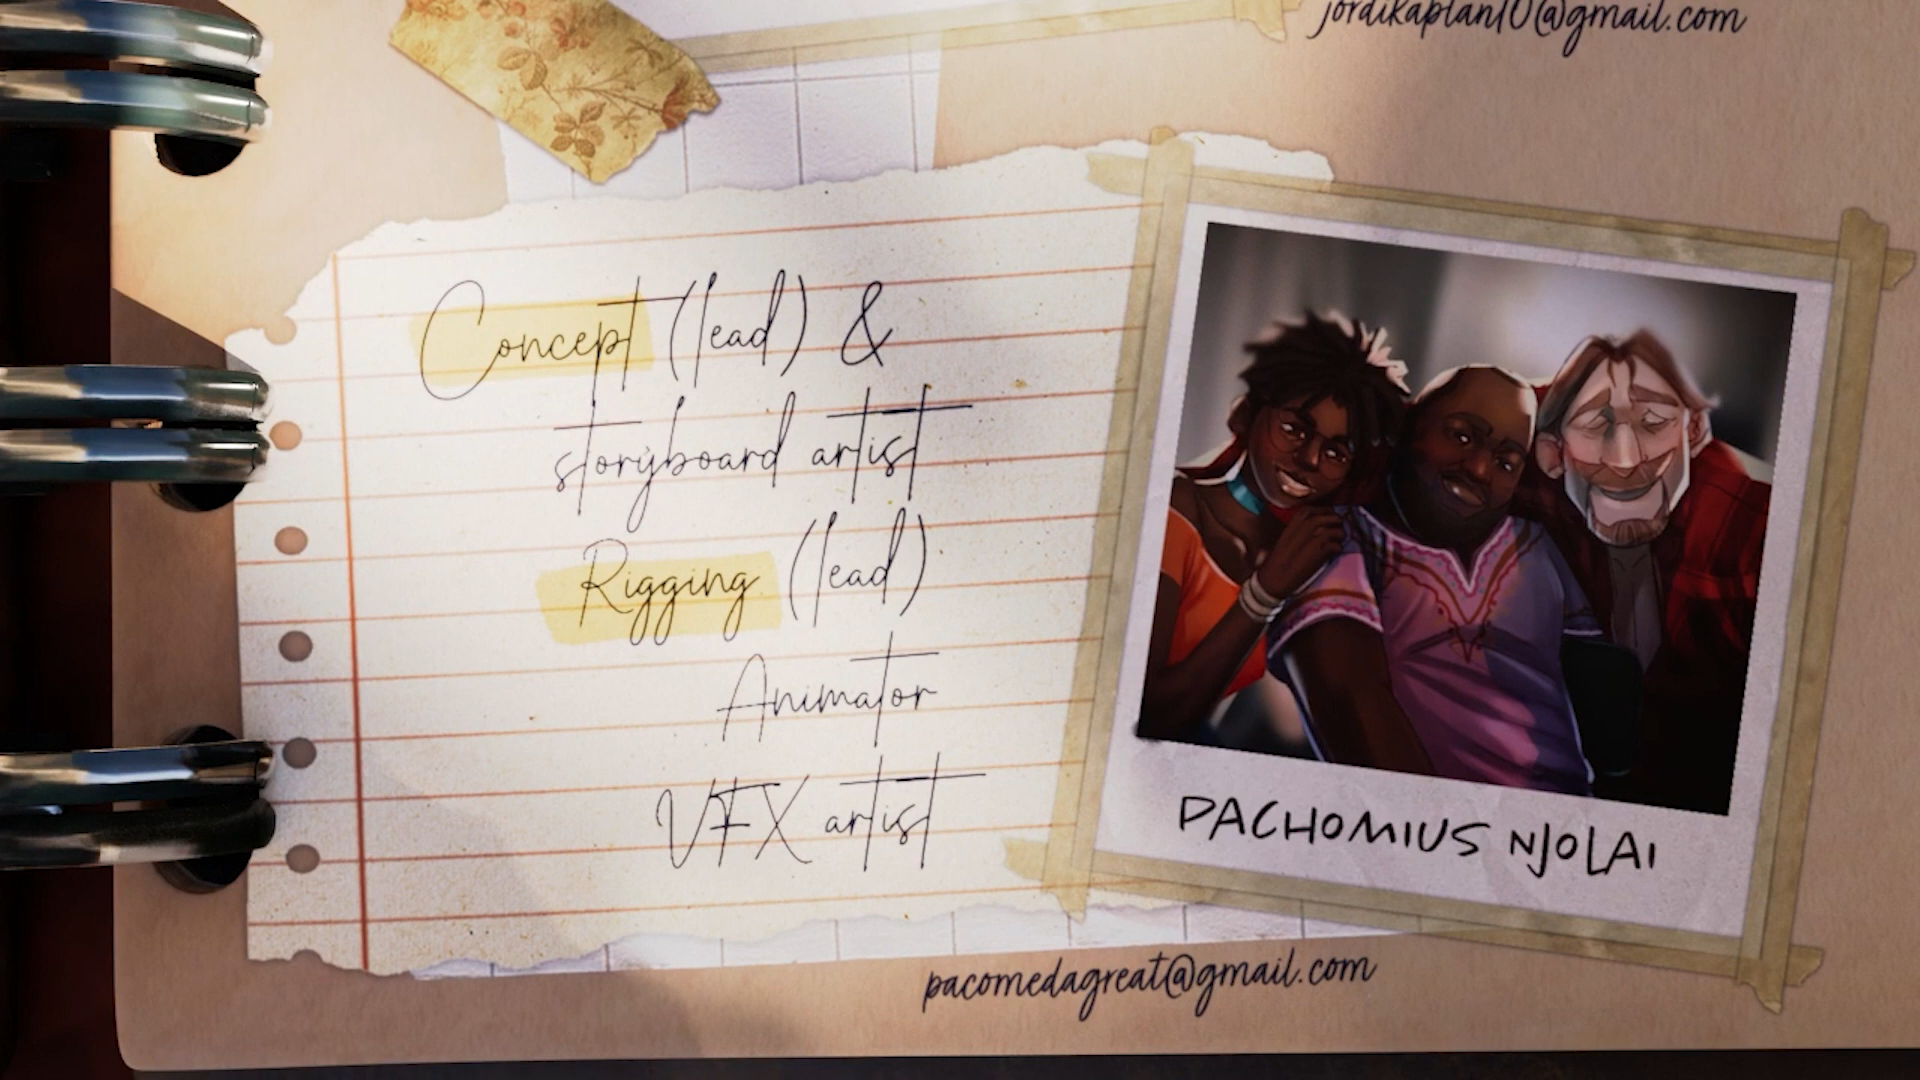 jordikaplan10@gmail.com
Concept (lead) &
storyboard artist
Rigging (lead)
Animator
VFX artist
PACHOMIUS NJOLAI
pacomedagreat@gmail.com